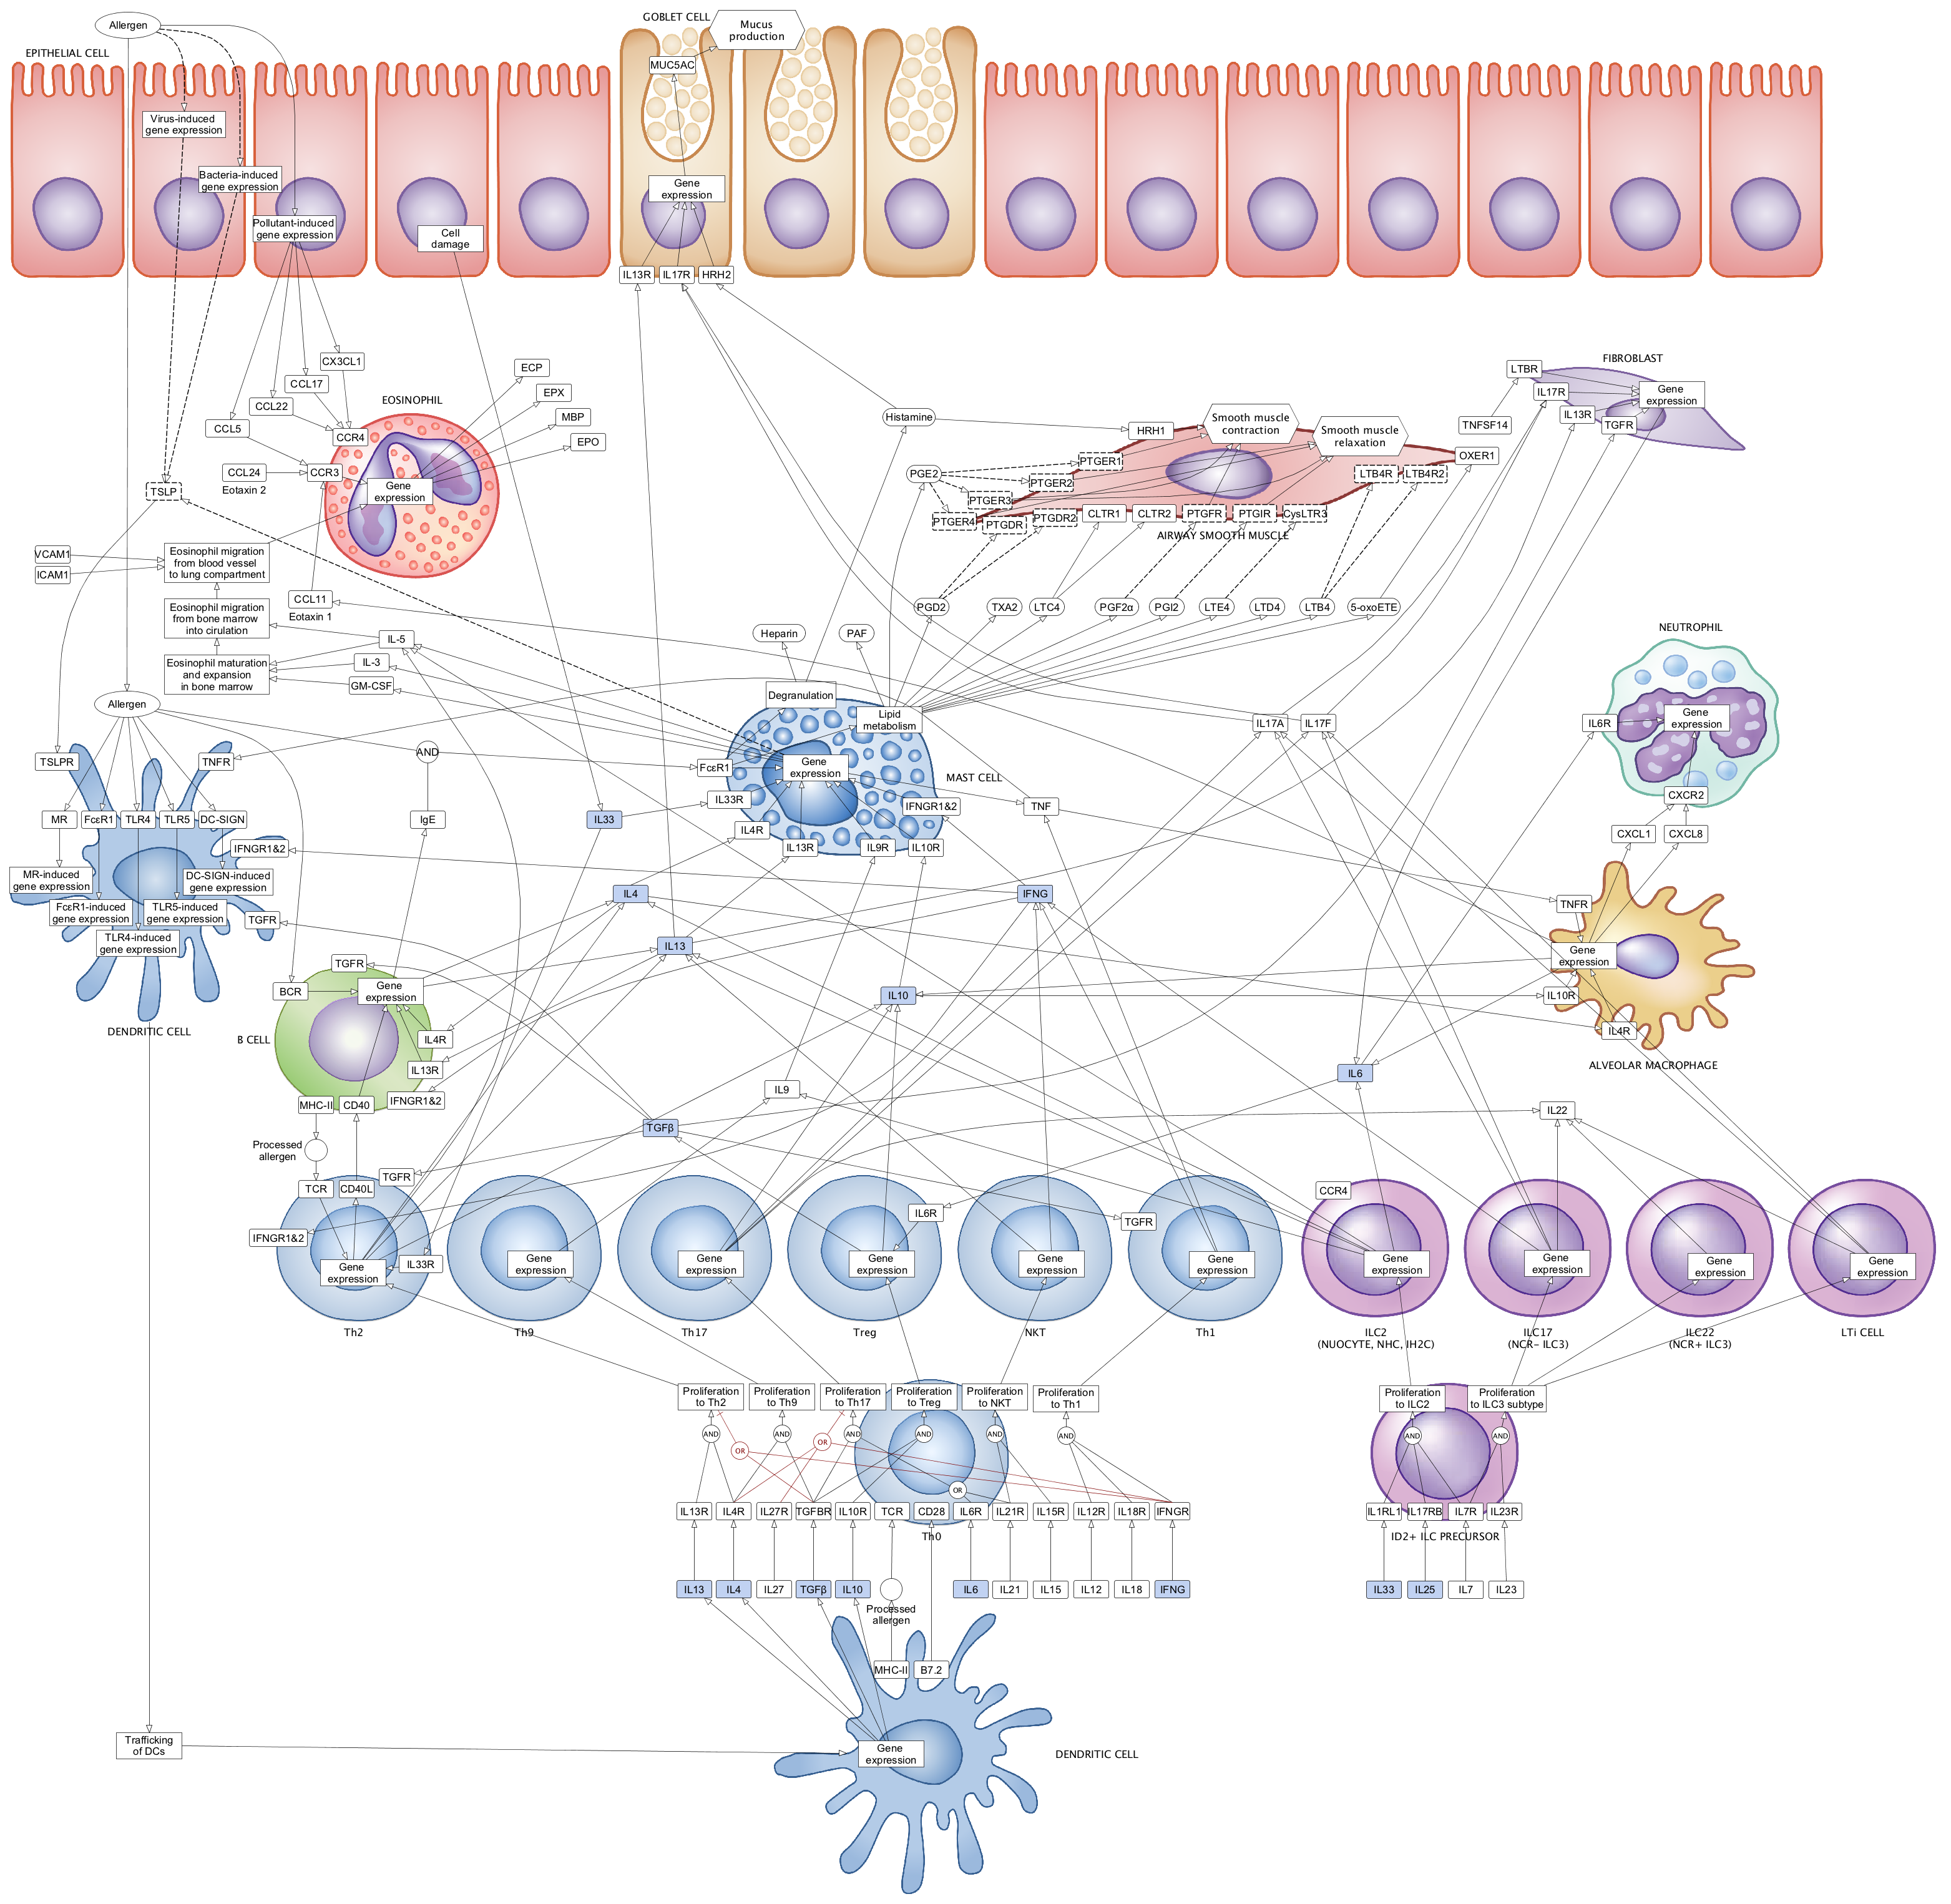 Allergen
GOBLET CELL
Mucus
production
EPITHELIAL CELL
MUC5AC
Virus-induced
gene expression
Bacteria-induced
gene expression
Gene
expression
Pollutant-induced
gene expression
Cell
damage
IL13R
IL17R
HRH2
CX3CL1
CCL17
CCL22
CCL5
CCR4
CCL24
Eotaxin 2
CCR3
EOSINOPHIL
Gene
expression
ECP
EPX
MBP
EPO
TSLP
VCAM1
ICAM1
Eosinophil migration
from blood vessel
to lung compartment
CCL11
Eotaxin 1
Eosinophil migration
from bone marrow
into cirulation
IL-5
IL-3
GM-CSF
Eosinophil maturation
and expansion
in bone marrow
Histamine
HRH1
Smooth muscle
contraction
Smooth muscle
relaxation
PGE2
PTGER1
PTGER2
PTGER3
PTGER4
PTGDR
PTGDR2
CLTR1
CLTR2
PTGFR
PTGIR
CysLTR3
LTB4R
LTB4R2
OXER1
AIRWAY SMOOTH MUSCLE
PGD2
TXA2
LTC4
PGF2α
PGI2
LTE4
LTD4
LTB4
5-oxoETE
FIBROBLAST
LTBR
IL17R
IL13R
TGFR
TNFSF14
Gene
expression
Heparin
PAF
Degranulation
Lipid
metabolism
Gene
expression
FcεR1
IL33R
IL4R
IL13R
IL9R
IL10R
IFNGR1&2
MAST CELL
TNF
IL17A
IL17F
NEUTROPHIL
IL6R
Gene
expression
CXCR2
CXCL1
CXCL8
Allergen
AND
IgE
IL33
TSLPR
TNFR
MR
FcεR1
TLR4
TLR5
DC-SIGN
IFNGR1&2
MR-induced
gene expression
DC-SIGN-induced
gene expression
FcεR1-induced
gene expression
TLR5-induced
gene expression
TLR4-induced
gene expression
TGFR
DENDRITIC CELL
IL4
IFNG
IL13
IL10
TNFR
Gene
expression
IL10R
IL4R
ALVEOLAR MACROPHAGE
TGFR
BCR
Gene
expression
B CELL
IL4R
IL13R
IFNGR1&2
MHC-II
CD40
IL6
IL9
IL22
TGFβ
Processed
allergen
TCR
CD40L
TGFR
IFNGR1&2
IL33R
Gene
expression
Gene
expression
Gene
expression
IL6R
Gene
expression
Gene
expression
TGFR
Gene
expression
CCR4
Gene
expression
Gene
expression
Gene
expression
Gene
expression
Th2
Th9
Th17
Treg
NKT
Th1
ILC2
(NUOCYTE, NHC, IH2C)
ILC17
(NCR- ILC3)
ILC22
(NCR+ ILC3)
LTi CELL
Proliferation
to Th2
Proliferation
to Th9
Proliferation
to Th17
Proliferation
to Treg
Proliferation
to NKT
Proliferation
to Th1
Proliferation
to ILC2
Proliferation
to ILC3 subtype
AND
OR
AND
OR
AND
AND
AND
AND
AND
AND
OR
IL13R
IL4R
IL27R
TGFBR
IL10R
TCR
CD28
IL6R
IL21R
IL15R
IL12R
IL18R
IFNGR
Th0
IL1RL1
IL17RB
IL7R
IL23R
ID2+ ILC PRECURSOR
IL13
IL4
IL27
TGFβ
IL10
IL6
IL21
IL15
IL12
IL18
IFNG
IL33
IL25
IL7
IL23
Processed
allergen
MHC-II
B7.2
Trafficking
of DCs
Gene
expression
DENDRITIC CELL